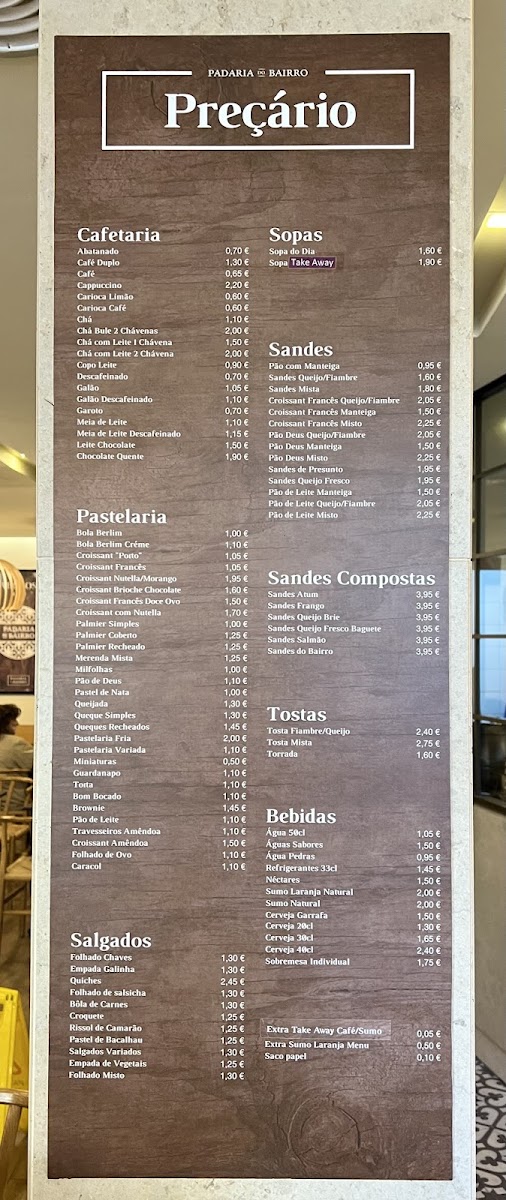 PADARIA DO BAIRRO
Preçário
Cafetaria
Abatanado 0,70 €
Café Duplo 1,30 €
Café 0,65 €
Cappuccino 2,20 €
Carioca Limão 0,60 €
Carioca Café 0,60 €
Chá 1,10 €
Chá Bule 2 Chávenas 2,00 €
Chá com Leite 1 Chávena 1,50 €
Chá com Leite 2 Chávena 2,00 €
Copo Leite 0,90 €
Descafeinado 0,70 €
Galão 1,05 €
Galão Descafeinado 1,10 €
Garoto 0,70 €
Meia de Leite 1,10 €
Meia de Leite Descafeinado 1,15 €
Leite Chocolate 1,50 €
Chocolate Quente 1,90 €
Pastelaria
Bola Berlim 1,00 €
Bola Berlim Créme 1,10 €
Croissant "Porto" 1,05 €
Croissant Francês 1,05 €
Croissant Nutella/Morango 1,95 €
Croissant Brioche Chocolate 1,60 €
Croissant Francês Doce Ovo 1,50 €
Croissant com Nutella 1,70 €
Palmier Simples 1,00 €
Palmier Coberto 1,25 €
Palmier Recheado 1,25 €
Merenda Mista 1,25 €
Milfolhas 1,00 €
Pão de Deus 1,10 €
Pastel de Nata 1,00 €
Queijada 1,30 €
Queque Simples 1,30 €
Queques Recheados 1,45 €
Pastelaria Fria 2,00 €
Pastelaria Variada 1,10 €
Miniaturas 0,50 €
Guardanapo 1,10 €
Torta 1,10 €
Bom Bocado 1,10 €
Brownie 1,45 €
Pão de Leite 1,10 €
Travesseiros Amêndoa 1,10 €
Croissant Amêndoa 1,50 €
Folhado de Ovo 1,10 €
Caracol 1,10 €
Salgados
Folhado Chaves 1,30 €
Empada Galinha 1,30 €
Quiches 2,45 €
Folhado de salsicha 1,30 €
Bôla de Carnes 1,30 €
Croquete 1,25 €
Rissol de Camarão 1,25 €
Pastel de Bacalhau 1,25 €
Salgados Variados 1,30 €
Empada de Vegetais 1,25 €
Folhado Misto 1,30 €
Sopas
Sopa do Dia 1,60 €
Sopa Take Away 1,90 €
Sandes
Pão com Manteiga 0,95 €
Sandes Queijo/Fiambre 1,60 €
Sandes Mista 1,80 €
Croissant Francês Queijo/Fiambre 2,05 €
Croissant Francês Manteiga 1,50 €
Croissant Francês Misto 2,25 €
Pão Deus Queijo/Fiambre 2,05 €
Pão Deus Manteiga 1,50 €
Pão Deus Misto 2,25 €
Sandes de Presunto 1,95 €
Sandes Queijo Fresco 1,95 €
Pão de Leite Manteiga 1,50 €
Pão de Leite Queijo/Fiambre 2,05 €
Pão de Leite Misto 2,25 €
Sandes Compostas
Sandes Atum 3,95 €
Sandes Frango 3,95 €
Sandes Queijo Brie 3,95 €
Sandes Queijo Fresco Baguete 3,95 €
Sandes Salmão 3,95 €
Sandes do Bairro 3,95 €
Tostas
Tosta Fiambre/Queijo 2,40 €
Tosta Mista 2,75 €
Torrada 1,60 €
Bebidas
Água 50cl 1,05 €
Águas Sabores 1,50 €
Água Pedras 0,95 €
Refrigerantes 33cl 1,45 €
Néctares 1,50 €
Sumo Laranja Natural 2,00 €
Sumo Natural 2,00 €
Cerveja Garrafa 1,50 €
Cerveja 20cl 1,30 €
Cerveja 30cl 1,65 €
Cerveja 40cl 2,40 €
Sobremesa Individual 1,75 €
Extra Take Away Café/Sumo 0,05 €
Extra Sumo Laranja Menu 0,50 €
Saco papel 0,10 €
PADARIA
BAIRRO